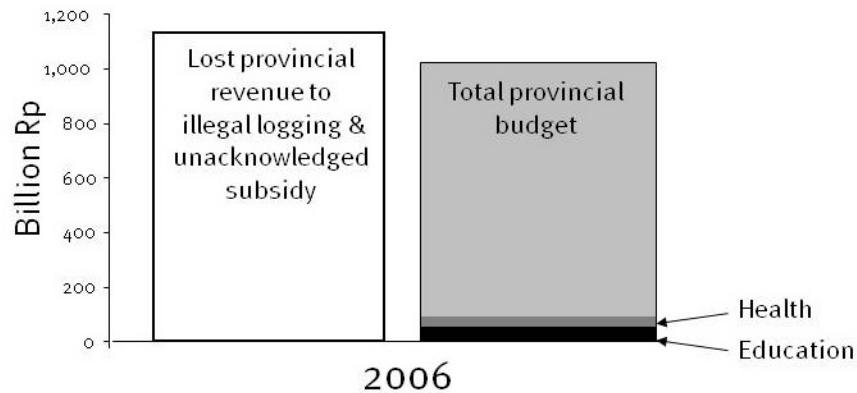 Billion Rp
1,200
1,000
800
600
400
200
0
Lost provincial
revenue to
illegal logging &
unacknowledged
subsidy
Total provincial
budget
Health
Education
2006